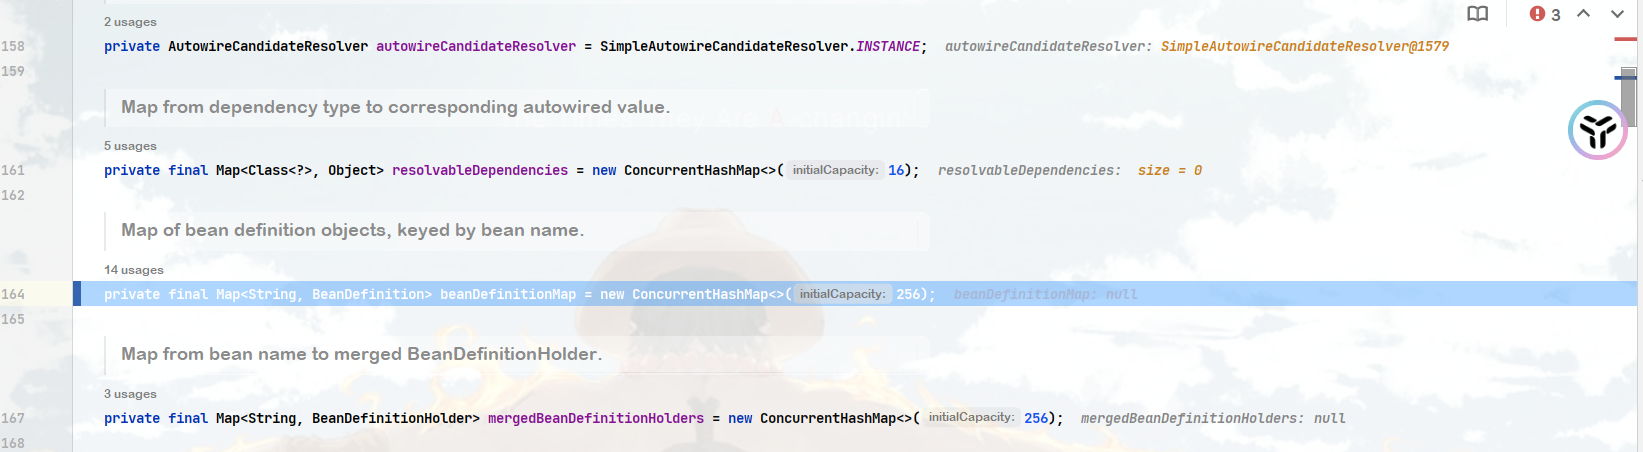 2 usages
3
158 private AutowireCandidateResolver autowireCandidateResolver = SimpleAutowireCandidateResolver.INSTANCE; autowireCandidateResolver: SimpleAutowireCandidateResolver@1579
159
Map from dependency type to corresponding autowired value.
5 usages
161 private final Map<Class<?>, Object> resolvableDependencies = new ConcurrentHashMap<>( initialCapacity: 16); resolvableDependencies: size = 0
162
Map of bean definition objects, keyed by bean name.
14 usages
164 private final Map<String, BeanDefinition> beanDefinitionMap = new ConcurrentHashMap<>( initialCapacity: 256); beanDefinitionMap: null
165
Map from bean name to merged BeanDefinitionHolder.
3 usages
167 private final Map<String, BeanDefinitionHolder> mergedBeanDefinitionHolders = new ConcurrentHashMap<>( initialCapacity: 256); mergedBeanDefinitionHolders: null
168